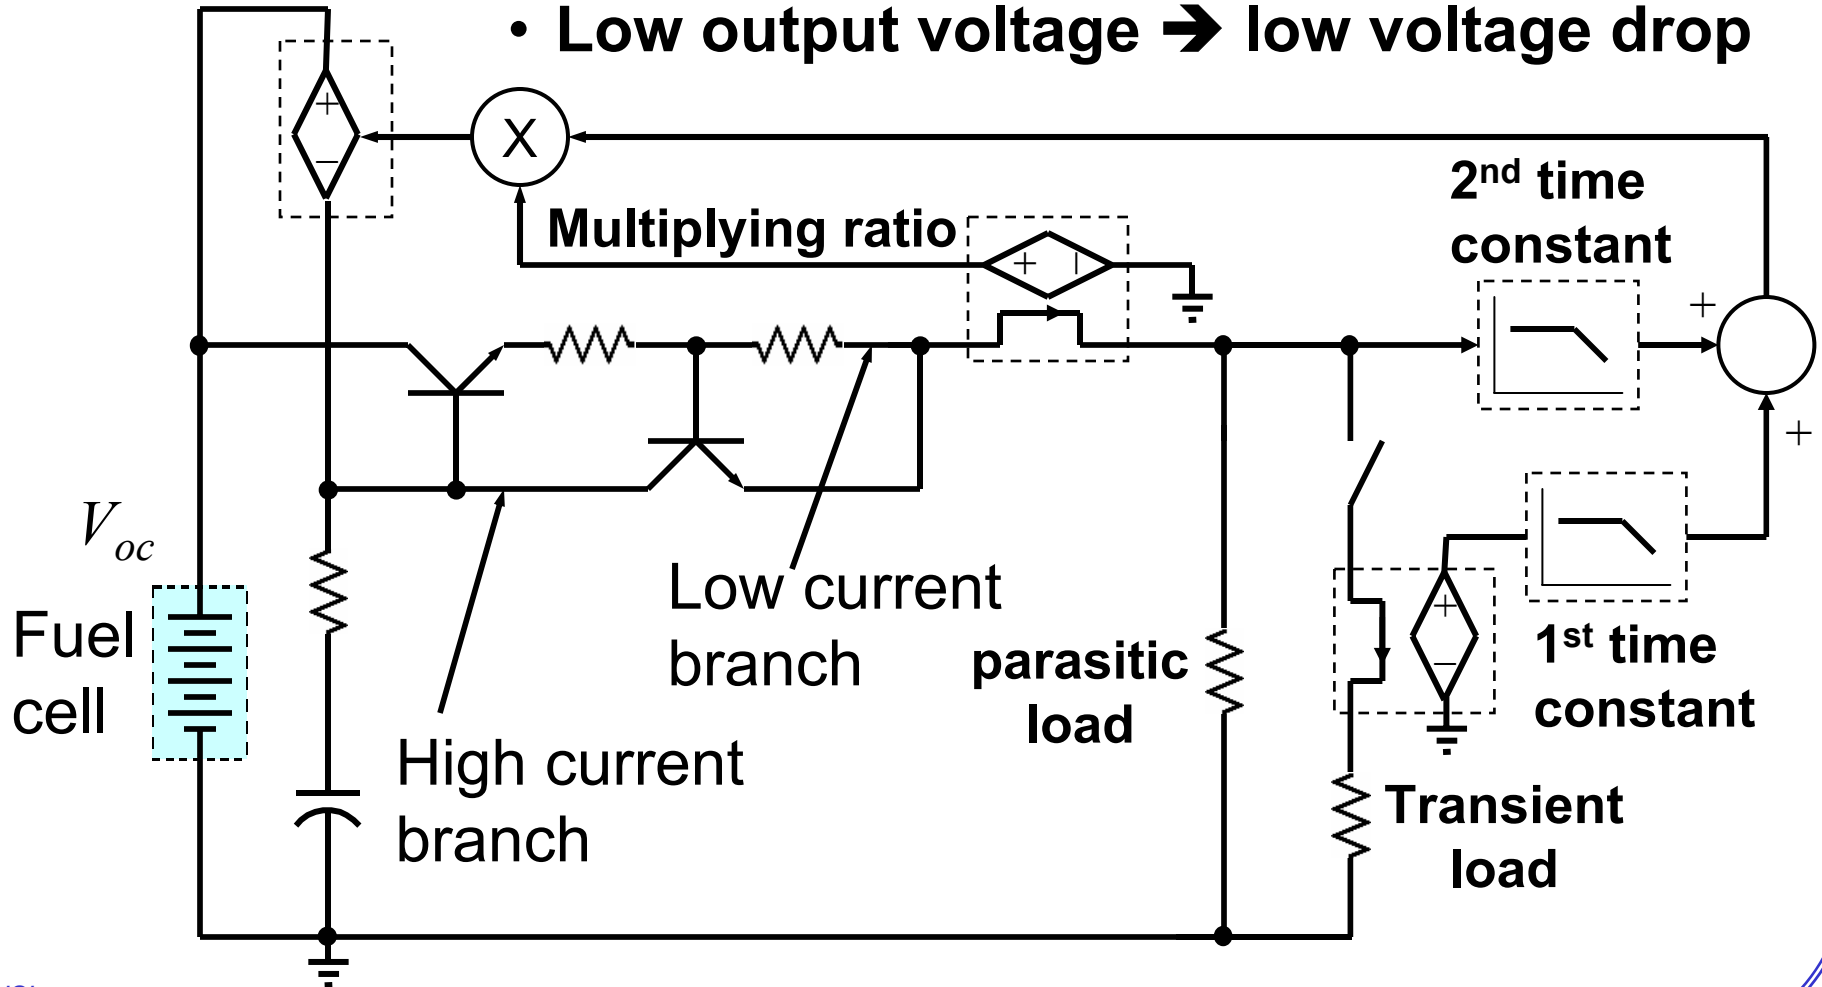 • Low output voltage ➔ low voltage drop
+
−
X
Multiplying ratio
+ −
2nd time
constant
+
+
Voc
Fuel
cell
High current
branch
Low current
branch
parasitic
load
+
−
1st time
constant
Transient
load